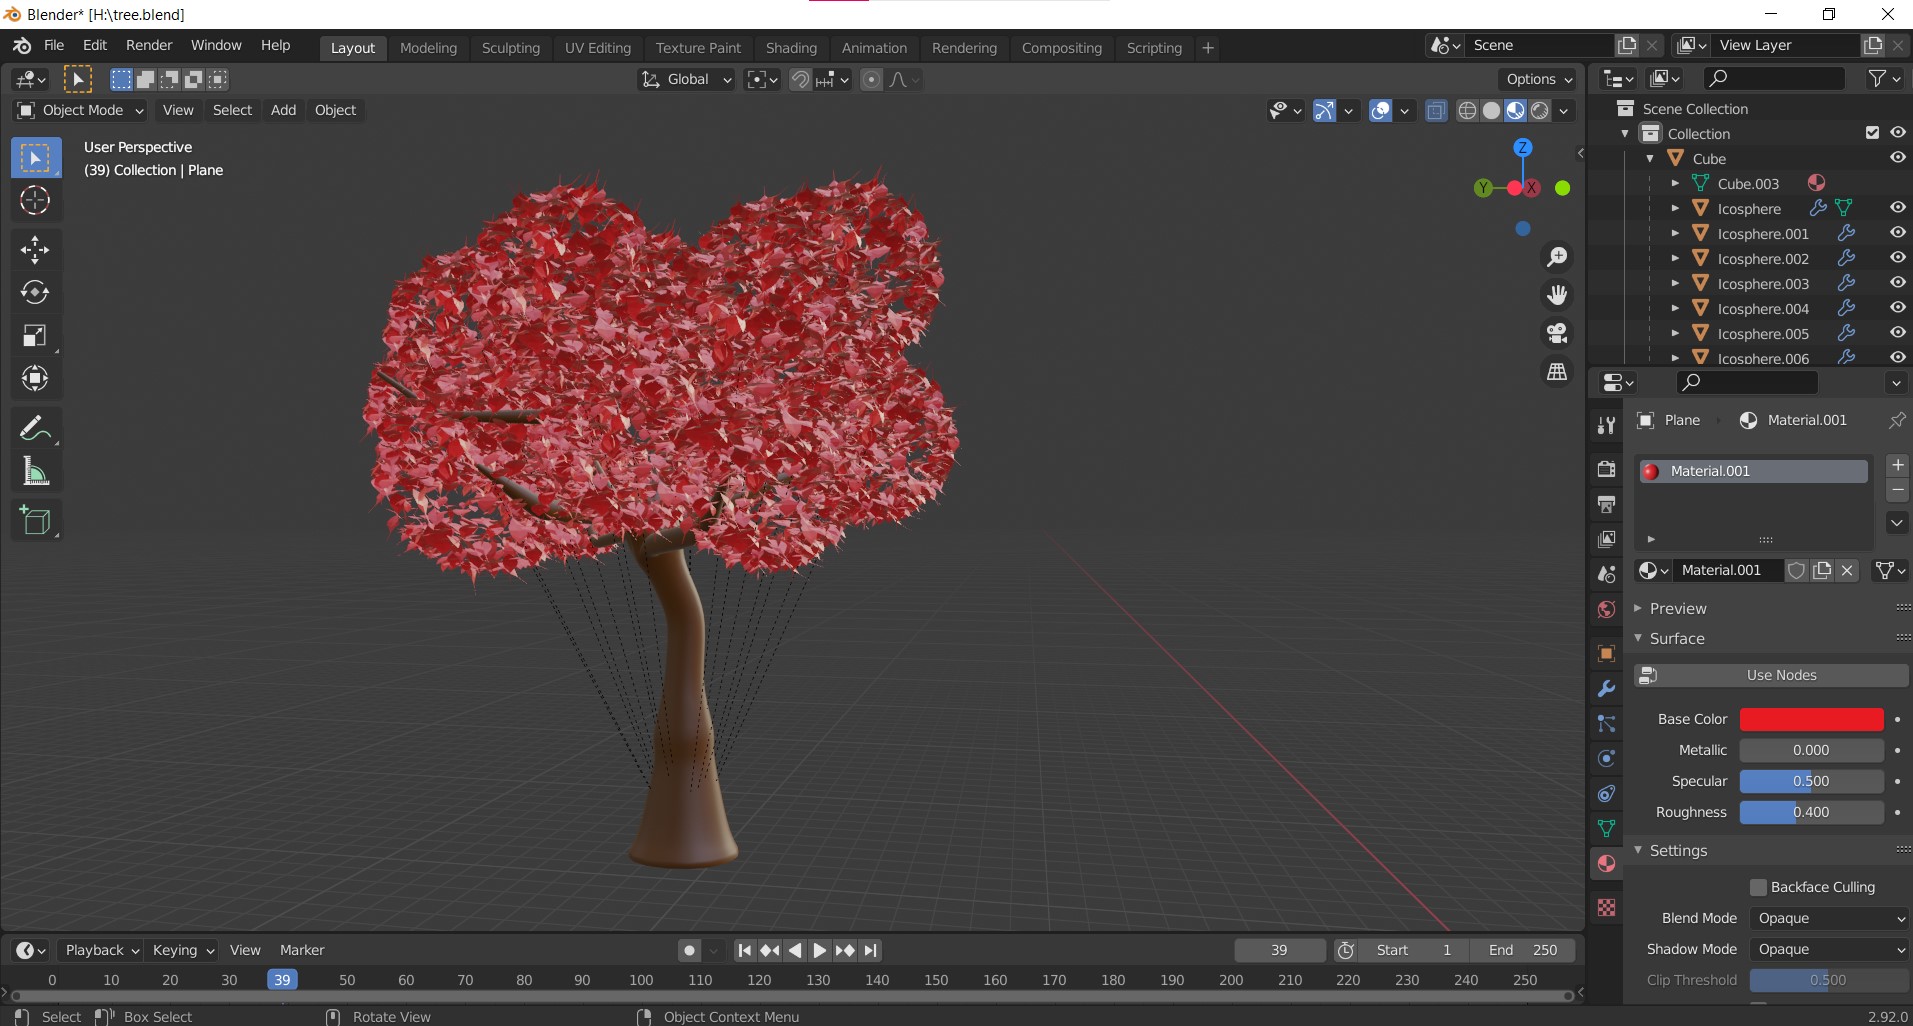 Blender* [H:\tree.blend]
File Edit Render Window Help Layout Modeling Sculpting UV Editing Texture Paint Shading Animation Rendering Compositing Scripting + Scene View Layer
Global Options
Object Mode View Select Add Object
User Perspective
(39) Collection | Plane
Z
Y X
Scene Collection
Collection
Cube
Cube.003
Icosphere
Icosphere.001
Icosphere.002
Icosphere.003
Icosphere.004
Icosphere.005
Icosphere.006
Plane Material.001
Material.001
Material.001
Preview
Surface
Use Nodes
Base Color
Metallic 0.000
Specular 0.500
Roughness 0.400
Settings
Backface Culling
Blend Mode Opaque
Shadow Mode Opaque
Clip Threshold 0.500
Playback Keying View Marker 39 Start 1 End 250
0 10 20 30 39 50 60 70 80 90 100 110 120 130 140 150 160 170 180 190 200 210 220 230 240 250
Select Box Select Rotate View Object Context Menu 2.92.0